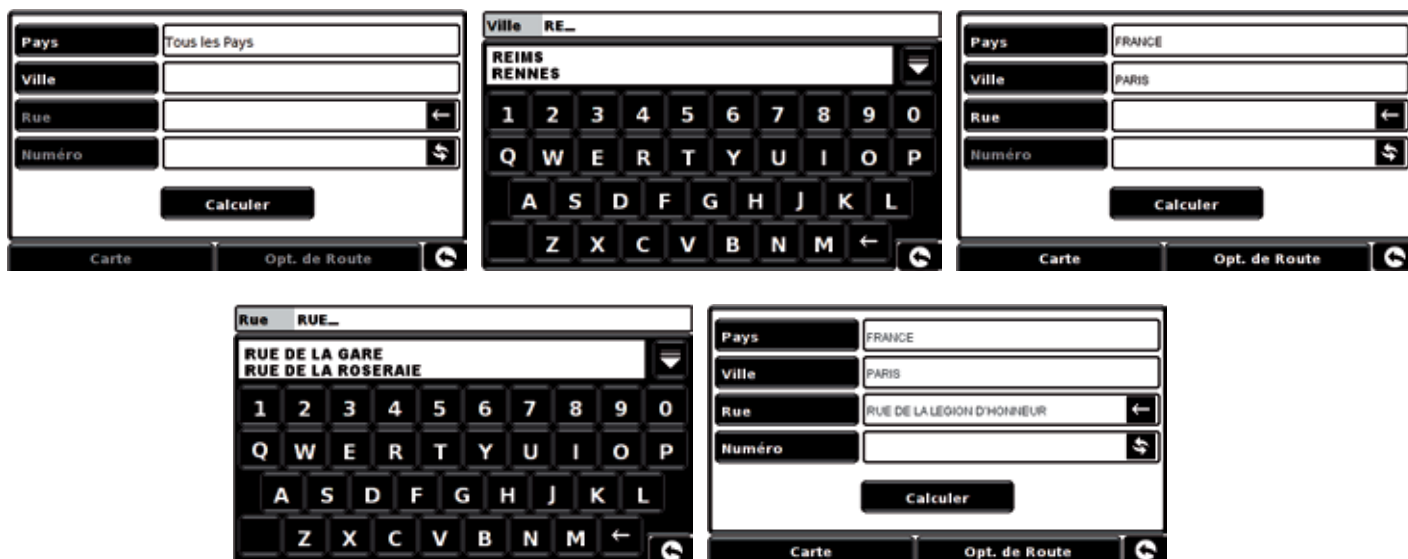 Pays Tous les Pays
Ville
Rue ←
Numéro
Calculer
Carte Opt. de Route
Ville RE_
REIMS
RENNES
1 2 3 4 5 6 7 8 9 0
Q W E R T Y U I O P
A S D F G H J K L
Z X C V B N M ←
Pays FRANCE
Ville PARIS
Rue ←
Numéro
Calculer
Carte Opt. de Route
Rue RUE_
RUE DE LA GARE
RUE DE LA ROSERAIE
1 2 3 4 5 6 7 8 9 0
Q W E R T Y U I O P
A S D F G H J K L
Z X C V B N M ←
Pays FRANCE
Ville PARIS
Rue RUE DE LA LEGION D'HONNEUR ←
Numéro
Calculer
Carte Opt. de Route